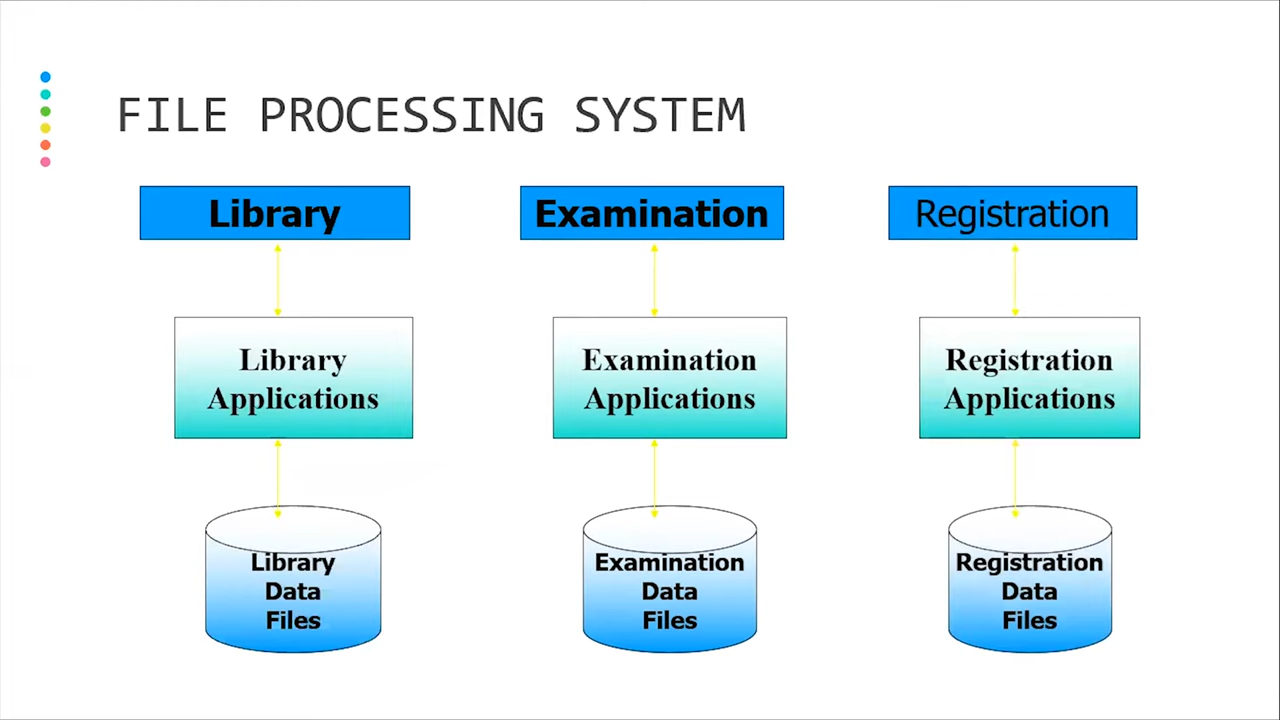 FILE PROCESSING SYSTEM
Library
Examination
Registration
Library
Applications
Examination
Applications
Registration
Applications
Library
Data
Files
Examination
Data
Files
Registration
Data
Files